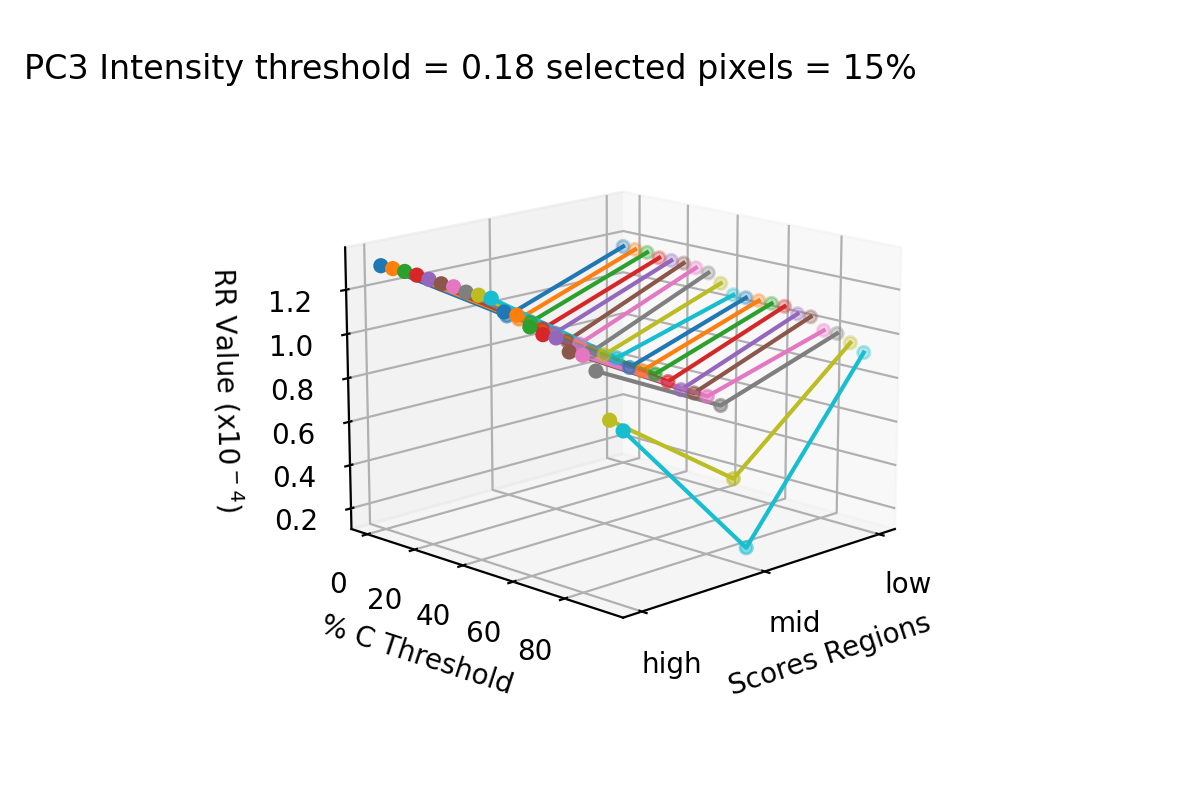 PC3 Intensity threshold = 0.18 selected pixels = 15%
RR Value (x10⁻⁴)
1.2
1.0
0.8
0.6
0.4
0.2
0
20
40
60
80
% C Threshold
high
mid
low
Scores Regions